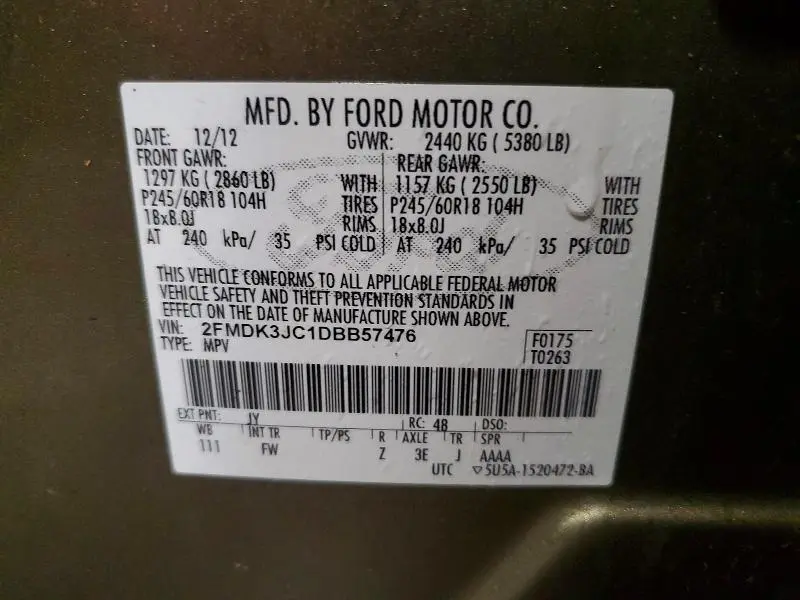 MFD. BY FORD MOTOR CO.
DATE: 12/12 GVWR: 2440 KG ( 5380 LB)
FRONT GAWR: REAR GAWR:
1297 KG ( 2860 LB) WITH 1157 KG ( 2550 LB) WITH
P245/60R18 104H TIRES P245/60R18 104H TIRES
18x8.0J RIMS 18x8.0J RIMS
AT 240 kPa/ 35 PSI COLD AT 240 kPa/ 35 PSI COLD
THIS VEHICLE CONFORMS TO ALL APPLICABLE FEDERAL MOTOR
VEHICLE SAFETY AND THEFT PREVENTION STANDARDS IN
EFFECT ON THE DATE OF MANUFACTURE SHOWN ABOVE.
VIN: 2FMDK3JC1DBB57476
TYPE: MPV
F0175
T0263
EXT PNT: JY RC: 48 DSO:
WB INT TR TP/PS R AXLE TR SPR
111 FW Z 3E J AAAA
UTC ▽5U5A-1520472-BA